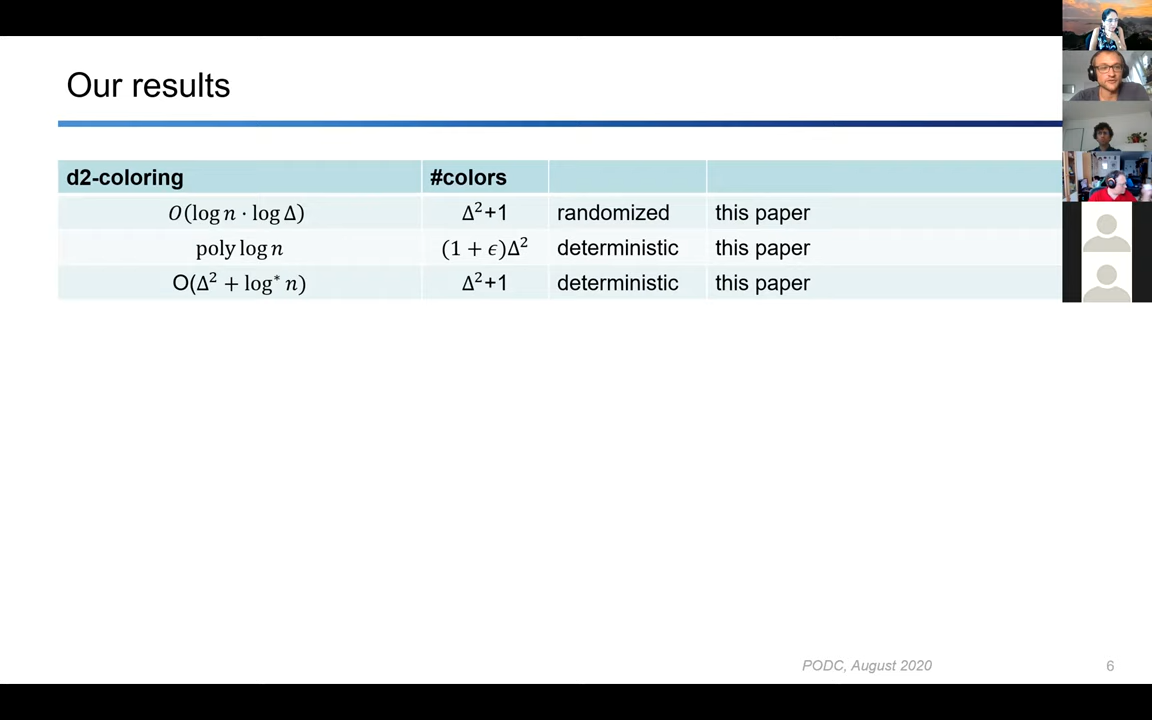 Our results
d2-coloring #colors
𝑂(log 𝑛 · log Δ) Δ²+1 randomized this paper
poly log 𝑛 (1 + 𝜖)Δ² deterministic this paper
O(Δ² + log* 𝑛) Δ²+1 deterministic this paper
PODC, August 2020 6